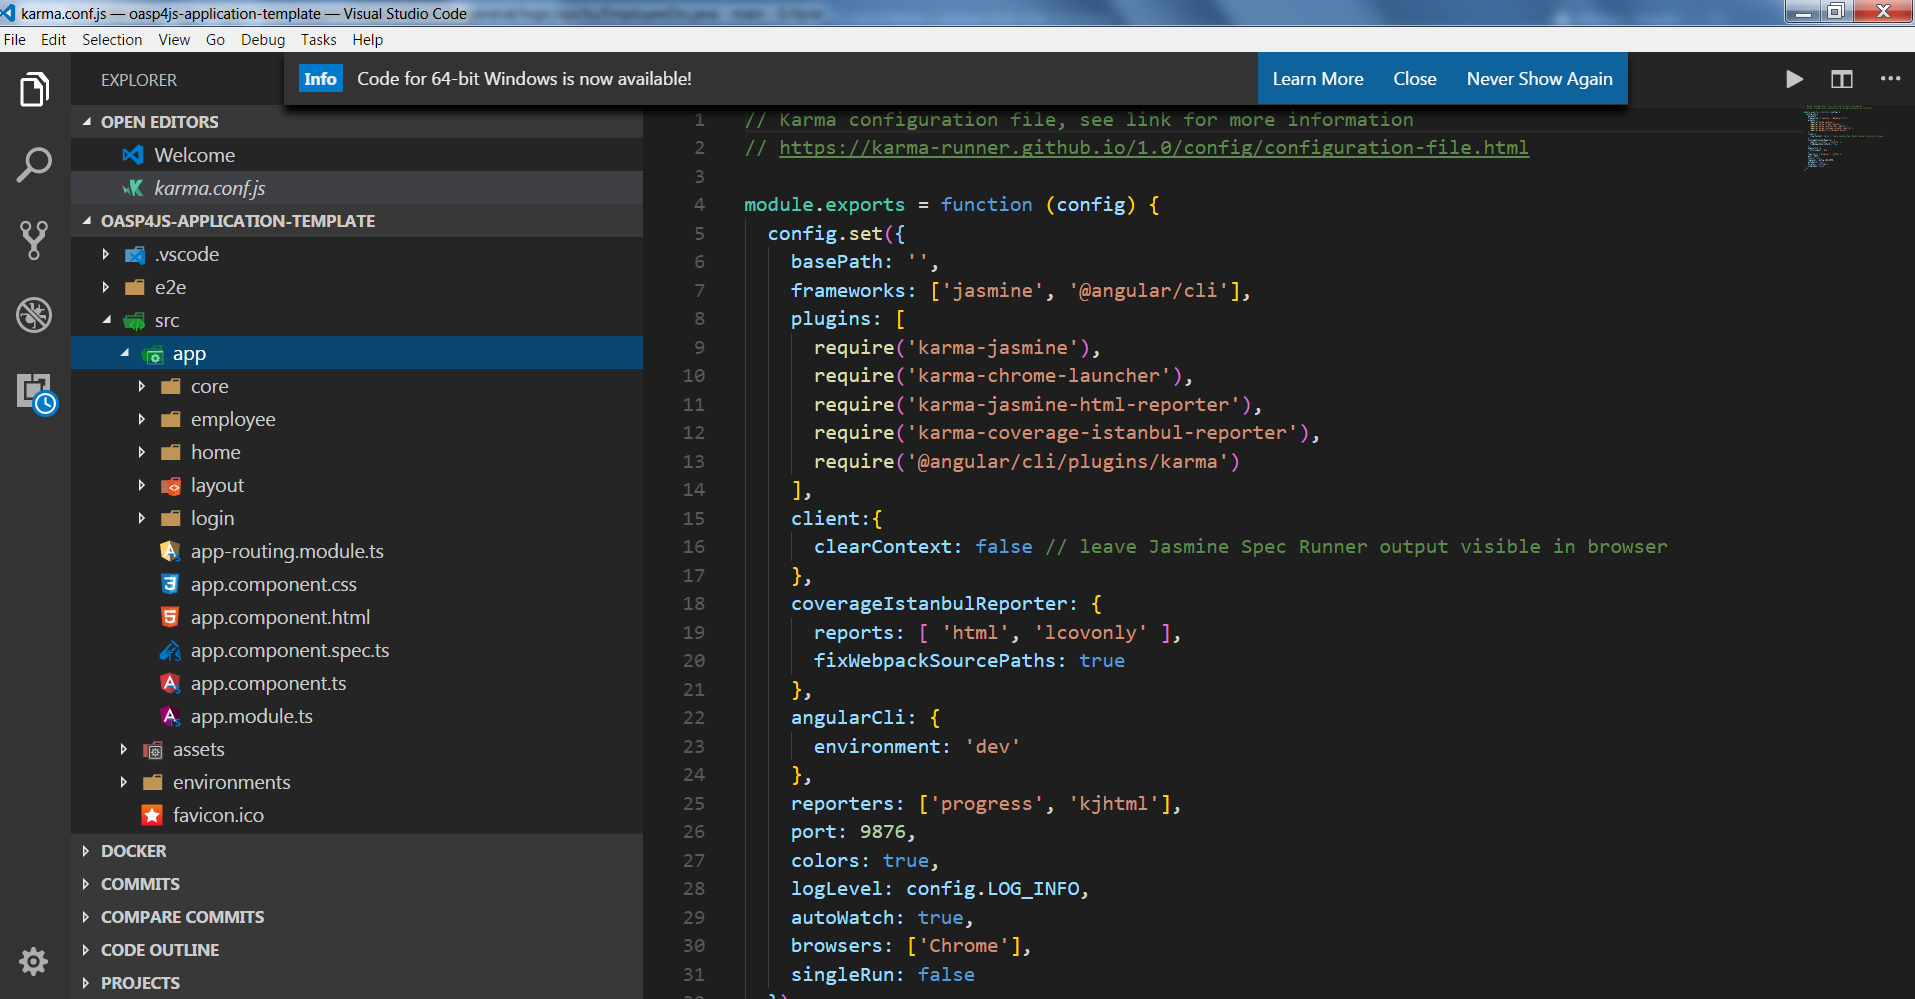 karma.conf.js — oasp4js-application-template — Visual Studio Code
File Edit Selection View Go Debug Tasks Help
EXPLORER
Info Code for 64-bit Windows is now available! Learn More Close Never Show Again
OPEN EDITORS
Welcome
karma.conf.js
OASP4JS-APPLICATION-TEMPLATE
.vscode
e2e
src
app
core
employee
home
layout
login
app-routing.module.ts
app.component.css
app.component.html
app.component.spec.ts
app.component.ts
app.module.ts
assets
environments
favicon.ico
DOCKER
COMMITS
COMPARE COMMITS
CODE OUTLINE
PROJECTS
1 // Karma configuration file, see link for more information
2 // https://karma-runner.github.io/1.0/config/configuration-file.html
3
4 module.exports = function (config) {
5 config.set({
6 basePath: '',
7 frameworks: ['jasmine', '@angular/cli'],
8 plugins: [
9 require('karma-jasmine'),
10 require('karma-chrome-launcher'),
11 require('karma-jasmine-html-reporter'),
12 require('karma-coverage-istanbul-reporter'),
13 require('@angular/cli/plugins/karma')
14 ],
15 client:{
16 clearContext: false // leave Jasmine Spec Runner output visible in browser
17 },
18 coverageIstanbulReporter: {
19 reports: [ 'html', 'lcovonly' ],
20 fixWebpackSourcePaths: true
21 },
22 angularCli: {
23 environment: 'dev'
24 },
25 reporters: ['progress', 'kjhtml'],
26 port: 9876,
27 colors: true,
28 logLevel: config.LOG_INFO,
29 autoWatch: true,
30 browsers: ['Chrome'],
31 singleRun: false